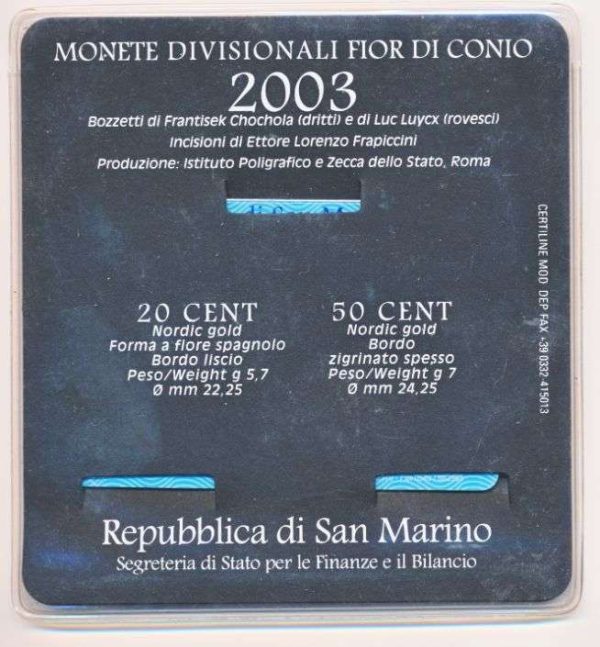 MONETE DIVISIONALI FIOR DI CONIO
2003
Bozzetti di Frantisek Chochola (dritti) e di Luc Luycx (rovesci)
Incisioni di Ettore Lorenzo Frapiccini
Produzione: Istituto Poligrafico e Zecca dello Stato, Roma
20 CENT
Nordic gold
Forma a fiore spagnolo
Bordo liscio
Peso/Weight g 5,7
Ø mm 22,25
50 CENT
Nordic gold
Bordo
zigrinato spesso
Peso/Weight g 7
Ø mm 24,25
CERTILINE MOD DEP FAX +39 0332 415013
Repubblica di San Marino
Segreteria di Stato per le Finanze e il Bilancio